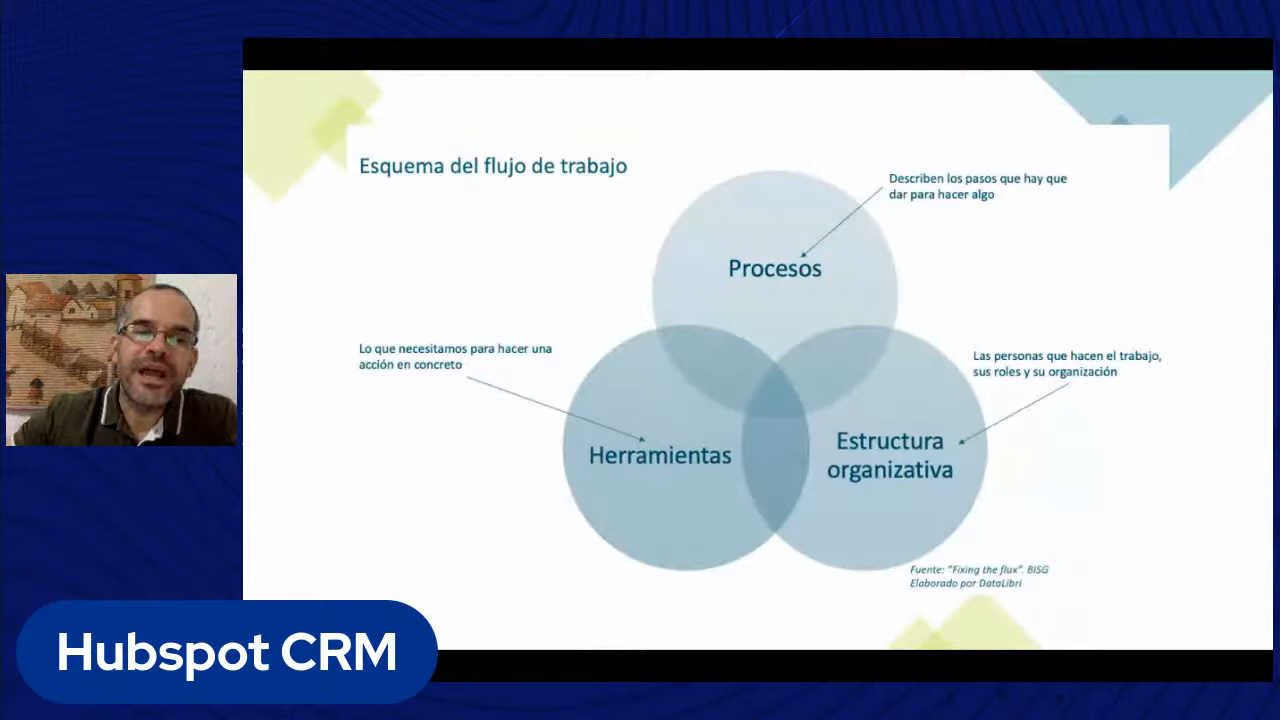 Esquema del flujo de trabajo
Describen los pasos que hay que
dar para hacer algo
Procesos
Lo que necesitamos para hacer una
acción en concreto
Las personas que hacen el trabajo,
sus roles y su organización
Herramientas
Estructura
organizativa
Fuente: "Fixing the flux". BISG
Elaborado por DataLibri
Hubspot CRM